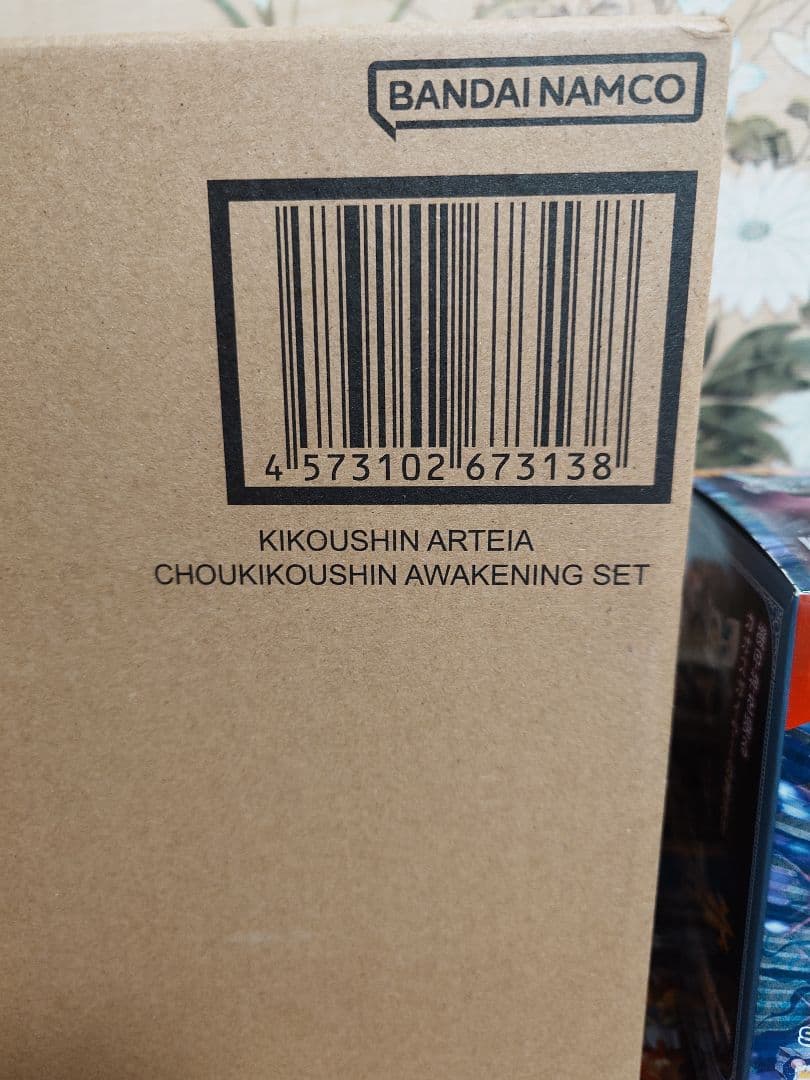 BANDAI NAMCO
4 573102 673138
KIKOUSHIN ARTEIA
CHOUKIKOUSHIN AWAKENING SET